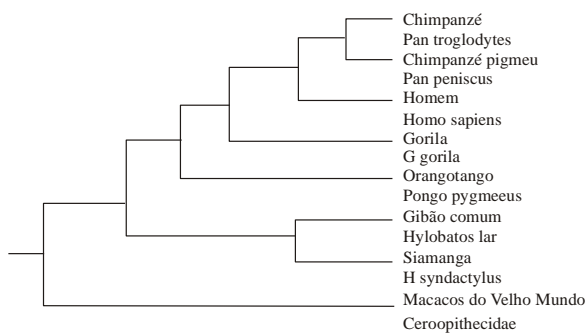 Chimpanzé
Pan troglodytes
Chimpanzé pigmeu
Pan peniscus
Homem
Homo sapiens
Gorila
G gorila
Orangotango
Pongo pygmeeus
Gibão comum
Hylobatos lar
Siamanga
H syndactylus
Macacos do Velho Mundo
Ceroopithecidae